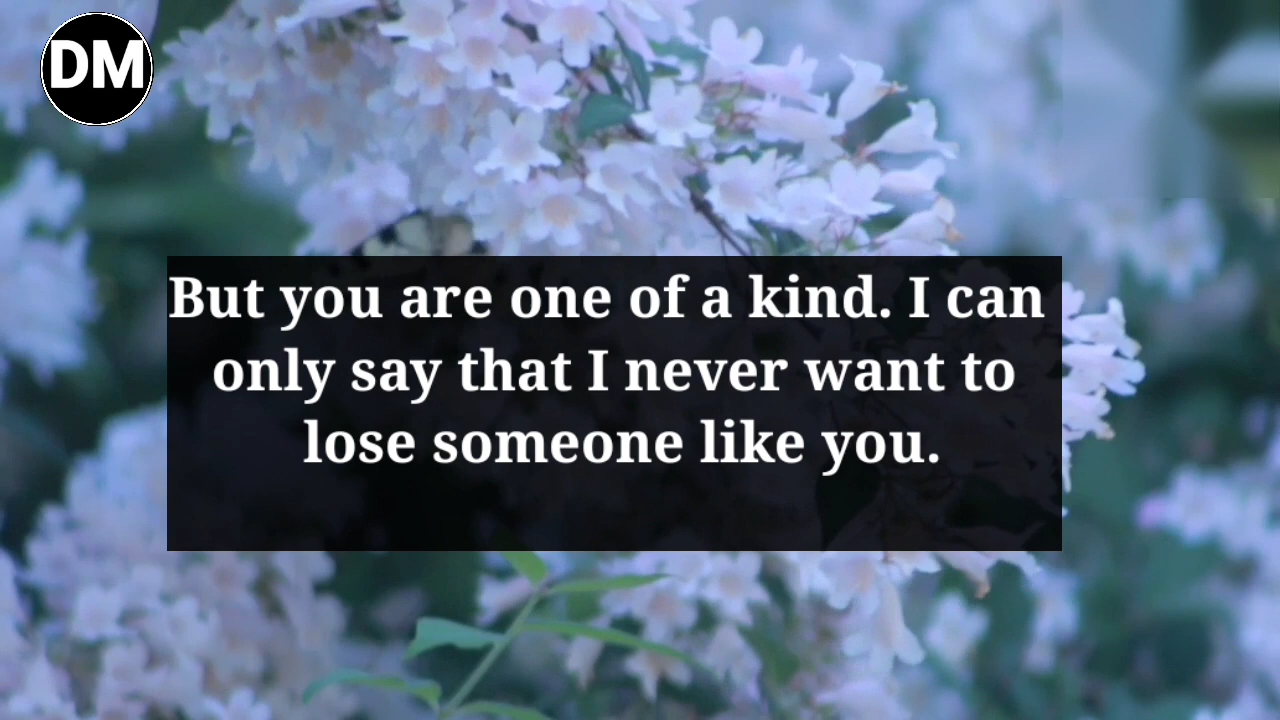 DM
But you are one of a kind. I can
only say that I never want to
lose someone like you.